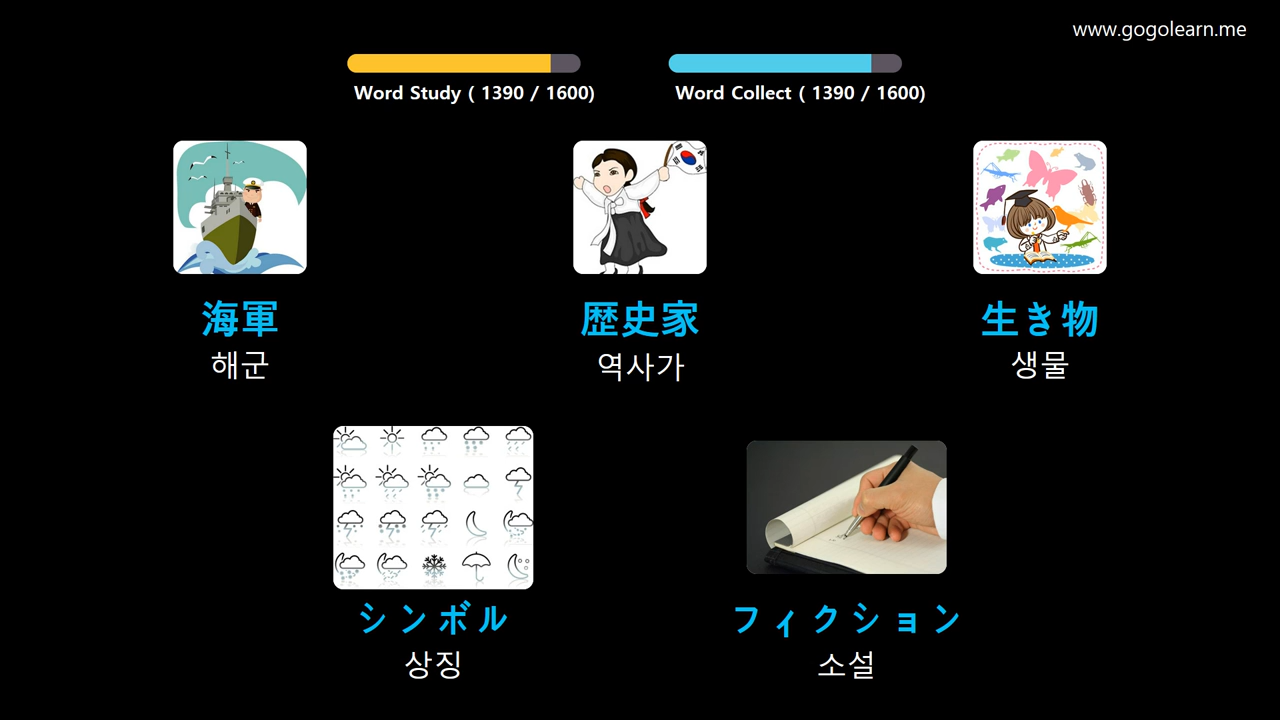 www.gogolearn.me
Word Study ( 1390 / 1600)
Word Collect ( 1390 / 1600)
海軍
해군
歴史家
역사가
生き物
생물
シンボル
상징
フィクション
소설